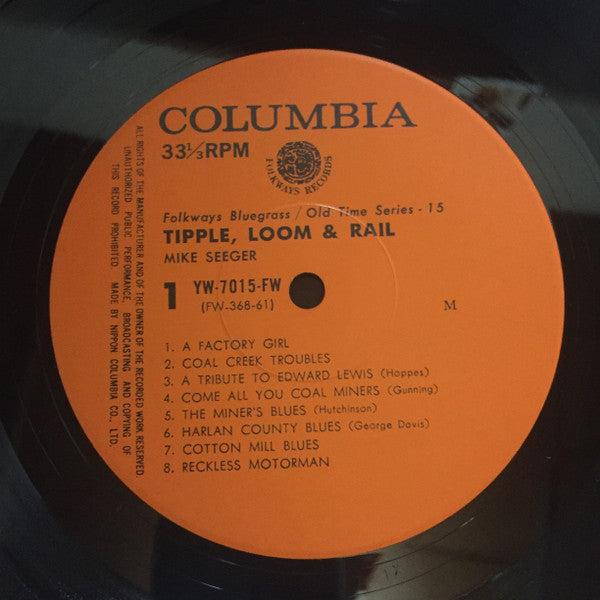 COLUMBIA
33⅓RPM
FOLKWAYS RECORDS
Folkways Bluegrass / Old Time Series - 15
TIPPLE, LOOM & RAIL
MIKE SEEGER
1 YW-7015-FW
(FW-368-61)
M
1. A FACTORY GIRL
2. COAL CREEK TROUBLES
3. A TRIBUTE TO EDWARD LEWIS (Hoppes)
4. COME ALL YOU COAL MINERS (Gunning)
5. THE MINER'S BLUES (Hutchinson)
6. HARLAN COUNTY BLUES (George Davis)
7. COTTON MILL BLUES
8. RECKLESS MOTORMAN
ALL RIGHTS OF THE MANUFACTURER AND OF THE OWNER OF THE RECORDED WORK RESERVED.
UNAUTHORIZED PUBLIC PERFORMANCE, BROADCASTING AND COPYING OF
THIS RECORD PROHIBITED. MADE BY NIPPON COLUMBIA CO., LTD.